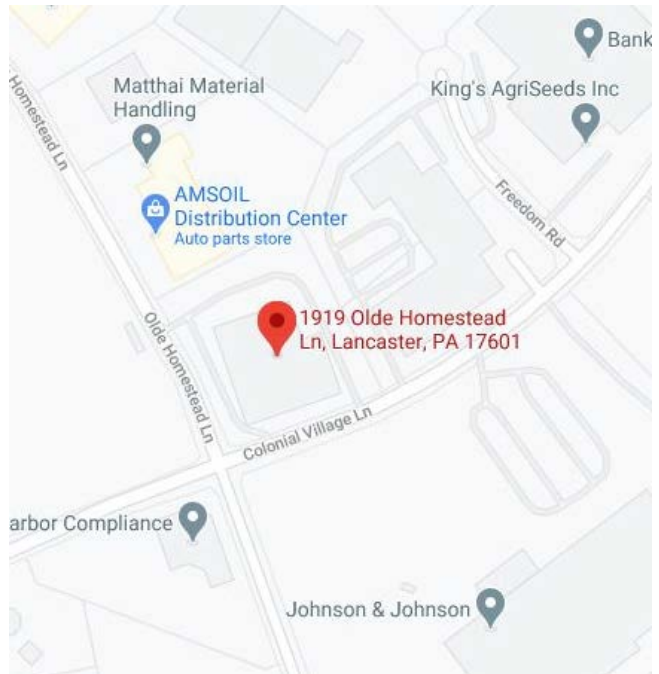 Bank
King's AgriSeeds Inc
Matthai Material
Handling
Homestead Ln
AMSOIL
Distribution Center
Auto parts store
Freedom Rd
1919 Olde Homestead
Ln, Lancaster, PA 17601
Olde Homestead Ln
Colonial Village Ln
arbor Compliance
Johnson & Johnson